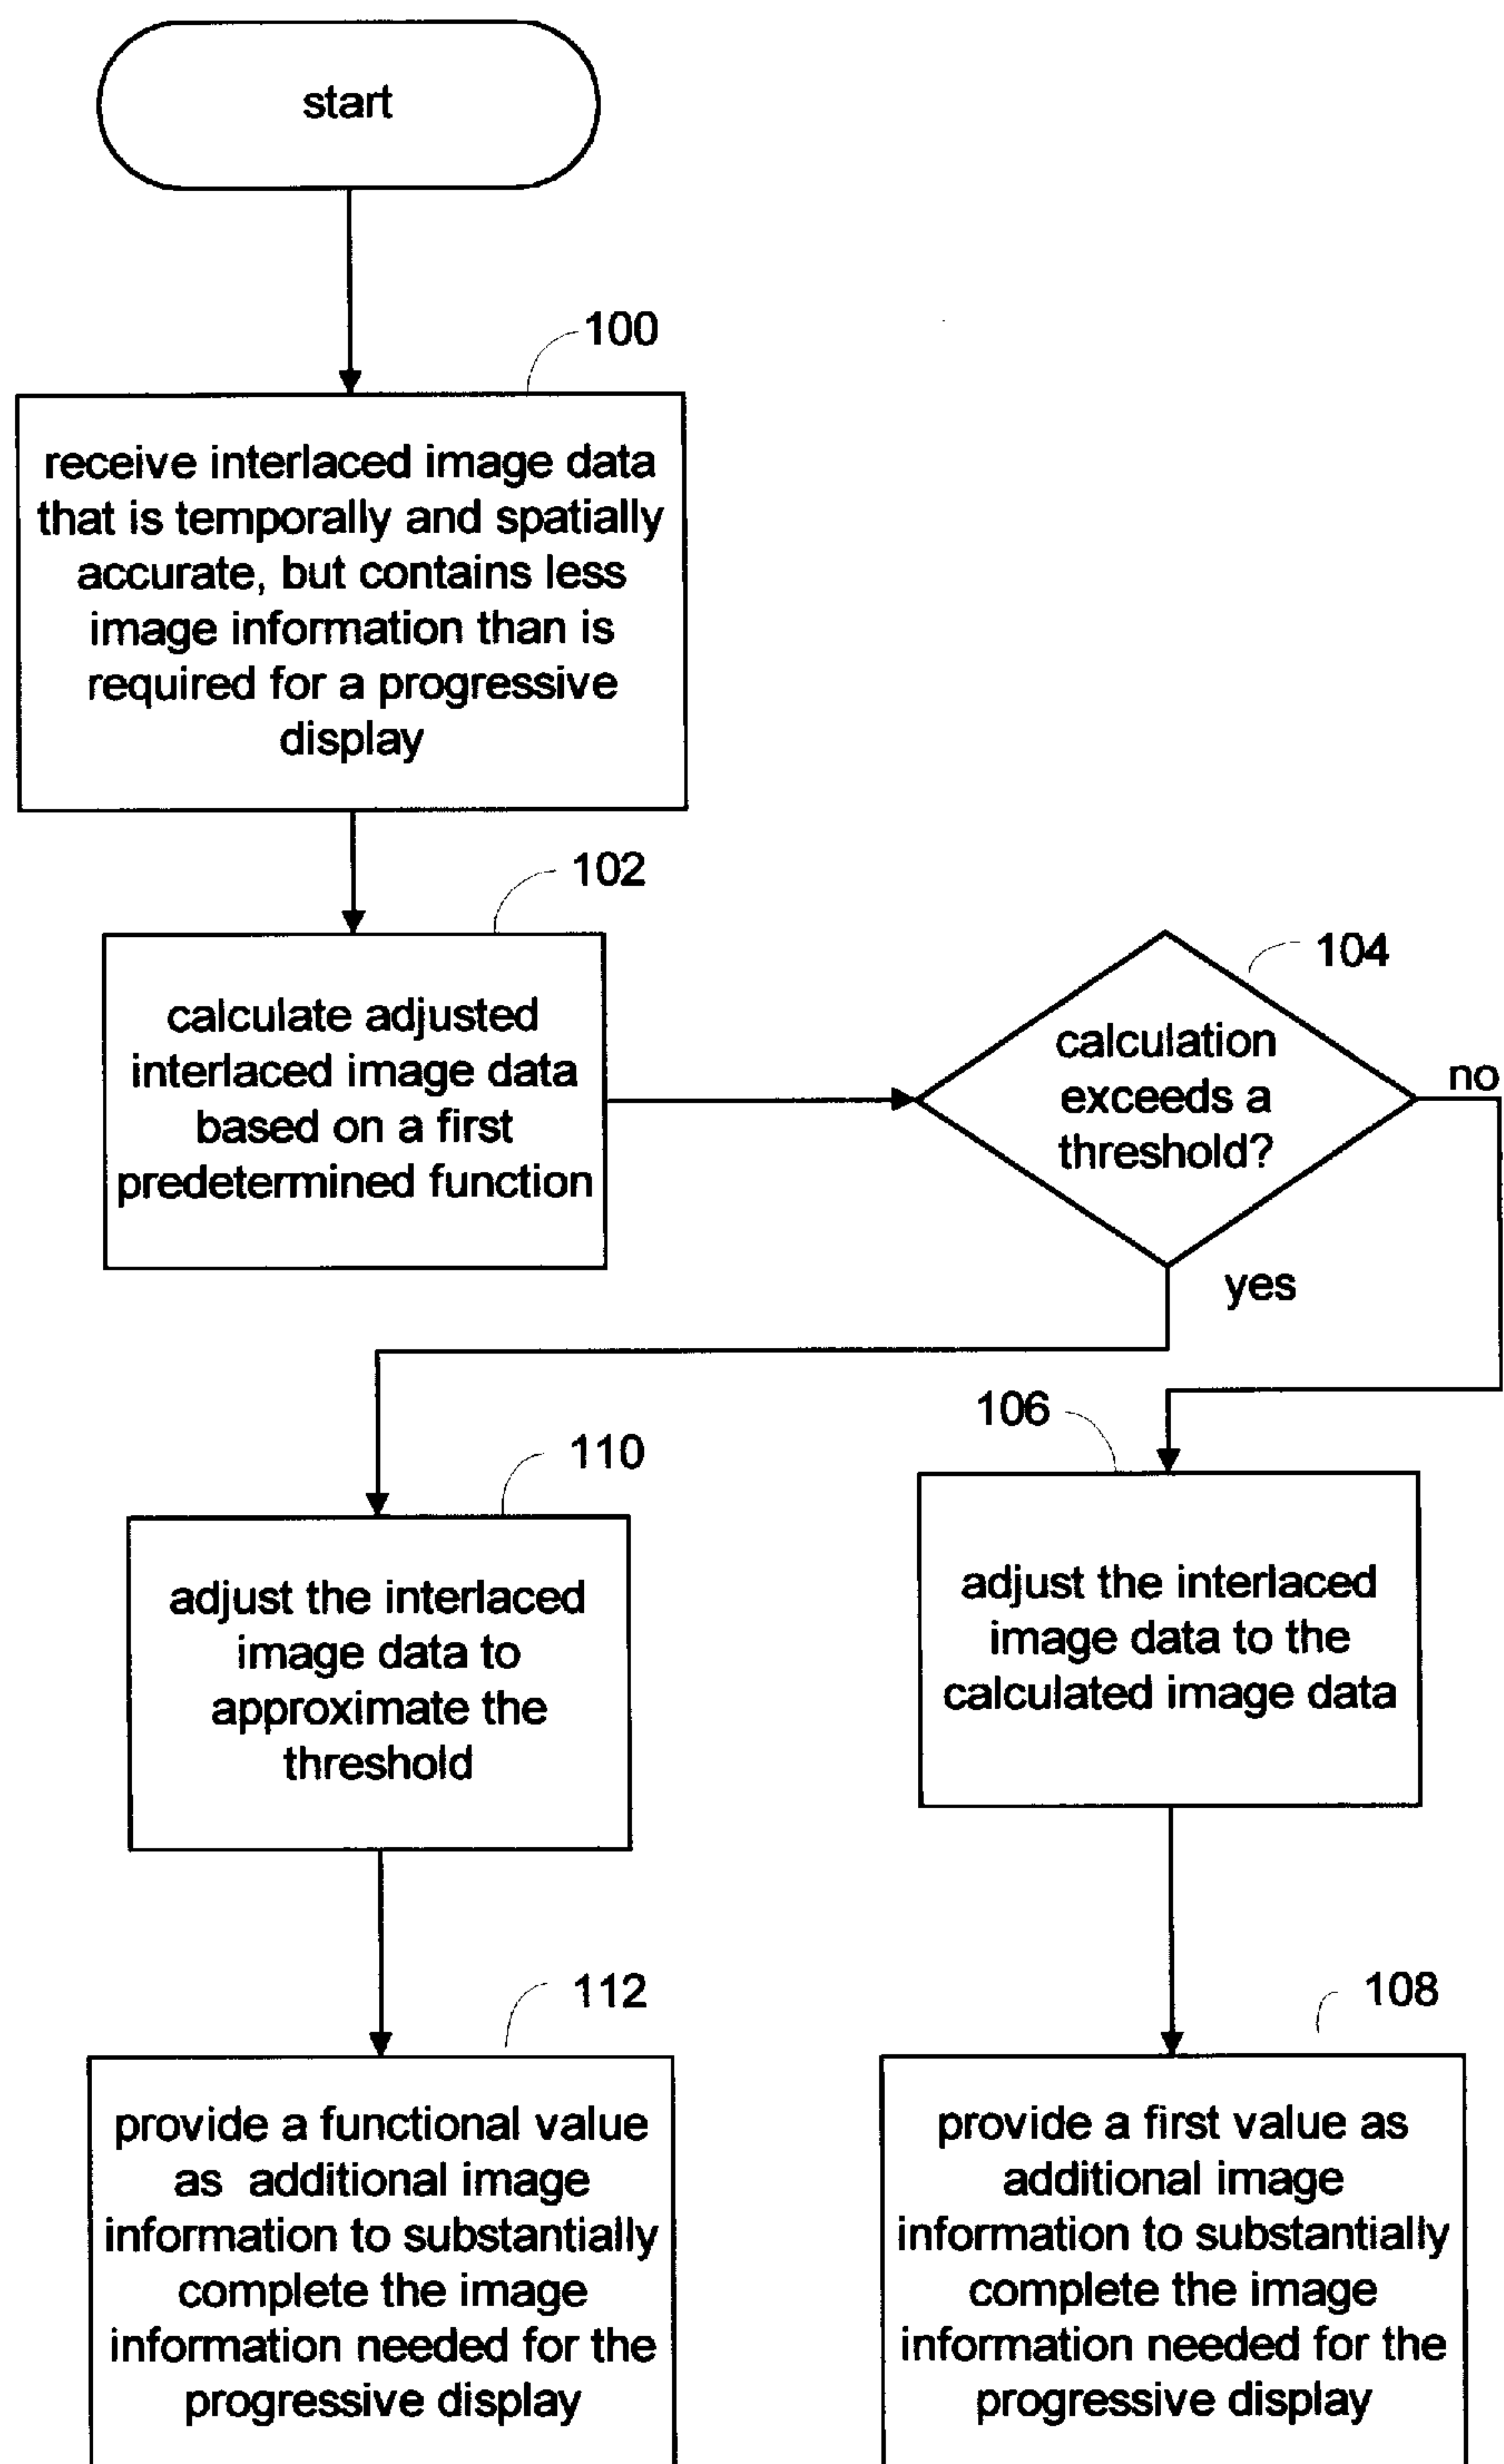 start
100
receive interlaced image data
that is temporally and spatially
accurate, but contains less
image information than is
required for a progressive
display
102
calculate adjusted
interlaced image data
based on a first
predetermined function
104
calculation
exceeds a
threshold?
no
yes
106
adjust the interlaced
image data to the
calculated image data
110
adjust the interlaced
image data to
approximate the
threshold
112
provide a functional value
as additional image
information to substantially
complete the image
information needed for the
progressive display
108
provide a first value as
additional image
information to substantially
complete the image
information needed for the
progressive display